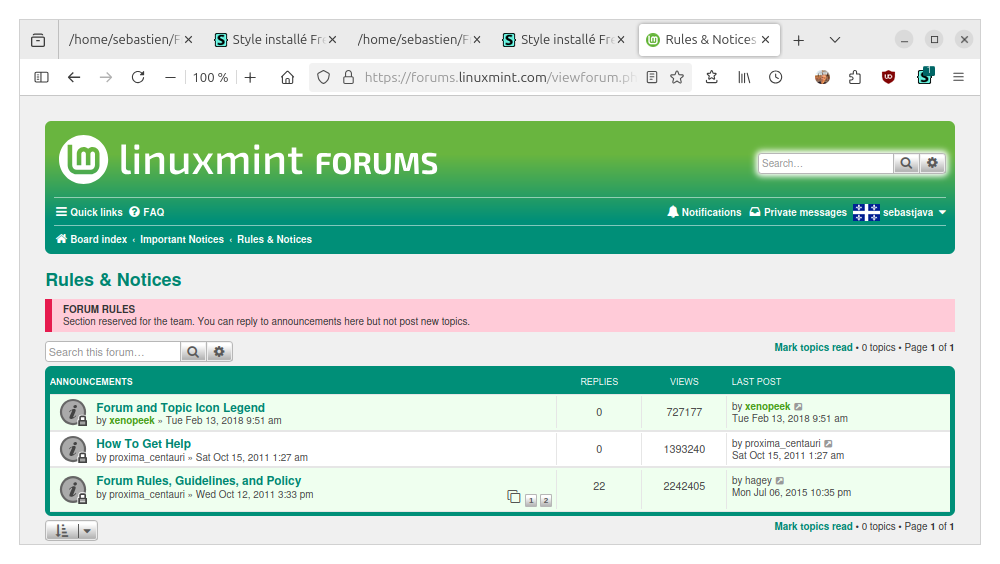 /home/sebastien/F
Style installé Fre
/home/sebastien/F
Style installé Fre
Rules & Notices
100 %
https://forums.linuxmint.com/viewforum.ph
1
linuxmint FORUMS
Search…
Quick links FAQ
Notifications Private messages sebastjava
Board index ‹ Important Notices ‹ Rules & Notices
Rules & Notices
FORUM RULES
Section reserved for the team. You can reply to announcements here but not post new topics.
Search this forum…
Mark topics read • 0 topics • Page 1 of 1
ANNOUNCEMENTS REPLIES VIEWS LAST POST
Forum and Topic Icon Legend
by xenopeek » Tue Feb 13, 2018 9:51 am
0
727177
by xenopeek
Tue Feb 13, 2018 9:51 am
How To Get Help
by proxima_centauri » Sat Oct 15, 2011 1:27 am
0
1393240
by proxima_centauri
Sat Oct 15, 2011 1:27 am
Forum Rules, Guidelines, and Policy
by proxima_centauri » Wed Oct 12, 2011 3:33 pm
1 2
22
2242405
by hagey
Mon Jul 06, 2015 10:35 pm
Mark topics read • 0 topics • Page 1 of 1